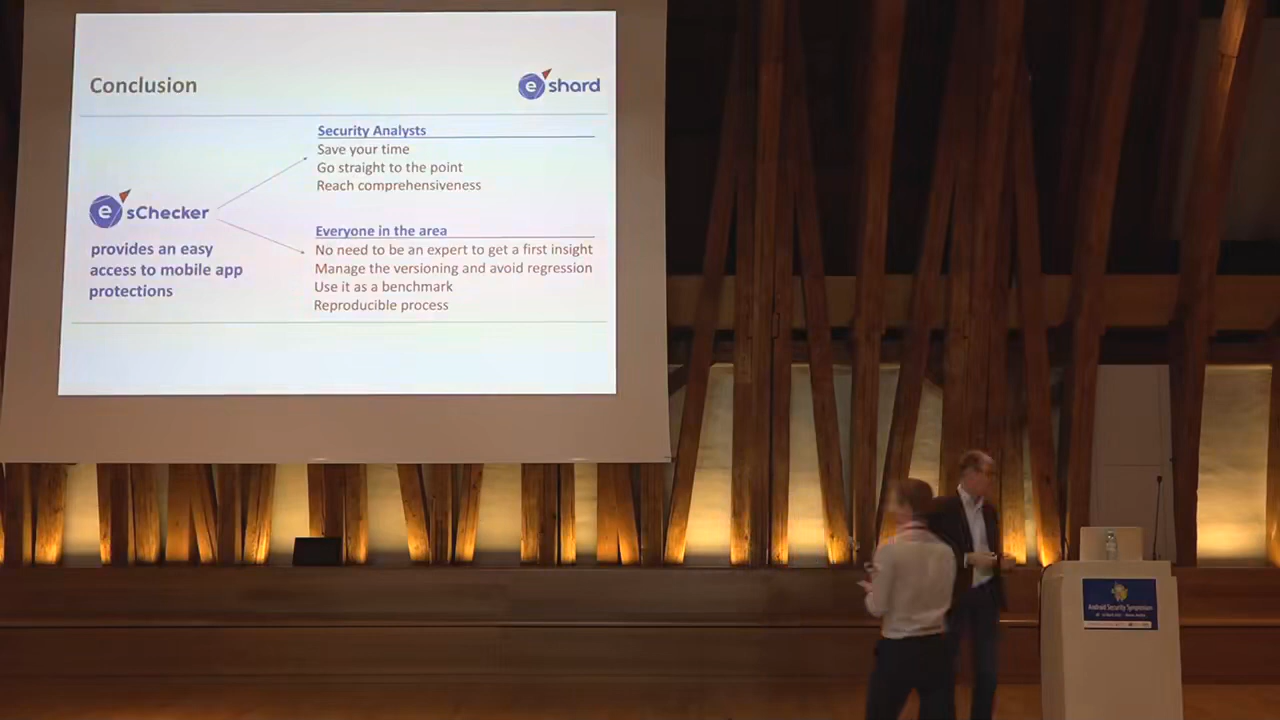 Conclusion
e shard
Security Analysts
Save your time
Go straight to the point
Reach comprehensiveness
e sChecker
provides an easy
access to mobile app
protections
Everyone in the area
No need to be an expert to get a first insight
Manage the versioning and avoid regression
Use it as a benchmark
Reproducible process
Android Security Symposium